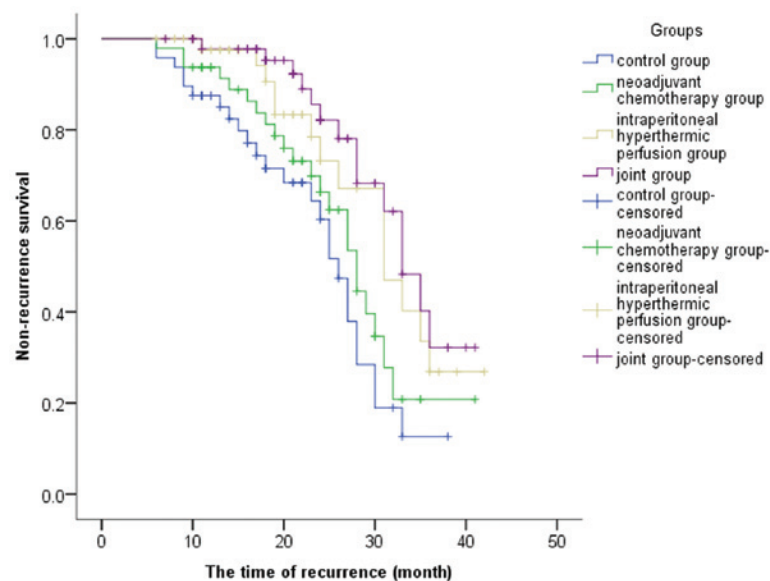 Groups
control group
neoadjuvant
chemotherapy group
intraperitoneal
hyperthermic
perfusion group
joint group
control group-
censored
neoadjuvant
chemotherapy group-
censored
intraperitoneal
hyperthermic
perfusion group-
censored
joint group-censored
Non-recurrence survival
1.0
0.8
0.6
0.4
0.2
0.0
0
10
20
30
40
50
The time of recurrence (month)